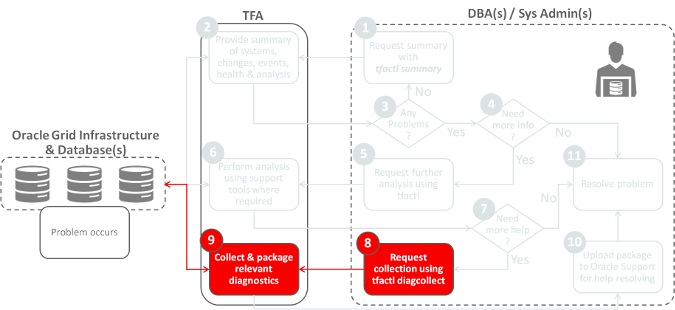 TFA
DBA(s) / Sys Admin(s)
2
Provide summary
of systems,
changes, events,
health & analysis
1
Request summary
with
tfactl summary
No
3
Any
Problems
?
Yes
4
Need
more info
?
No
Yes
Oracle Grid Infrastructure
& Database(s)
Problem occurs
6
Perform analysis
using support
tools where
required
5
Request further
analysis using
tfactl
11
Resolve problem
7
Need
more help
?
No
Yes
9
Collect & package
relevant
diagnostics
8
Request
collection using
tfactl diagcollect
10
Upload package
to Oracle Support
for help resolving